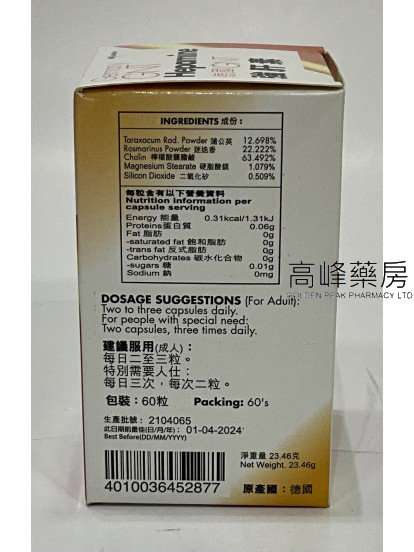 Germany
GNT
Hepamine
德國
GNT
強肝素
INGREDIENTS 成份：
Taraxacum Rad. Powder 蒲公英 12.698%
Rosmarinus Powder 迷迭香 22.222%
Cholin 檸檬酸鹽膽鹼 63.492%
Magnesium Stearate 硬脂酸鎂 1.079%
Silicon Dioxide 二氧化矽 0.509%
每粒含有以下營養資料
Nutrition information per
capsule serving
Energy 能量 0.31kcal/1.31kJ
Proteins蛋白質 0.06g
Fat 脂肪 0g
-saturated fat 飽和脂肪 0g
-trans fat 反式脂肪 0g
Carbohydrates 碳水化合物 0g
-sugars 糖 0.01g
Sodium 鈉 0mg
高峰藥房
GOLDEN PEAK PHARMACY LTD
DOSAGE SUGGESTIONS (For Adult):
Two to three capsules daily.
For people with special need:
Two capsules, three times daily.
建議服用(成人)：
每日二至三粒。
特別需要人仕：
每日三次，每次二粒。
包裝：60粒 Packing: 60's
生產批號： 2104065
此日期前最佳(日/月/年)： 01-04-2024
Best Before(DD/MM/YYYY)
淨重量 23.46克
Net Weight. 23.46g
4010036452877
原產國：德國